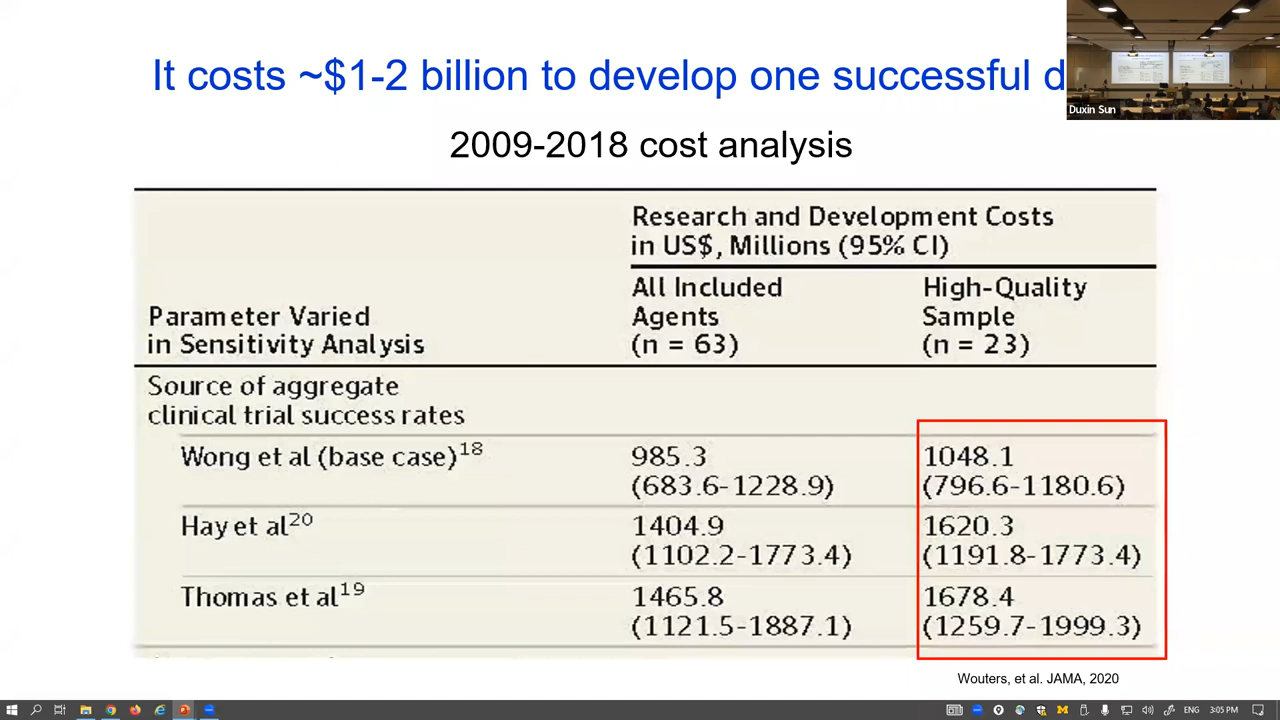 It costs ~$1-2 billion to develop one successful d
Duxin Sun
2009-2018 cost analysis
Research and Development Costs
in US$, Millions (95% CI)
Parameter Varied
in Sensitivity Analysis
All Included
Agents
(n = 63)
High-Quality
Sample
(n = 23)
Source of aggregate
clinical trial success rates
Wong et al (base case)18
985.3
(683.6-1228.9)
1048.1
(796.6-1180.6)
Hay et al20
1404.9
(1102.2-1773.4)
1620.3
(1191.8-1773.4)
Thomas et al19
1465.8
(1121.5-1887.1)
1678.4
(1259.7-1999.3)
Wouters, et al. JAMA, 2020
ENG
3:05 PM